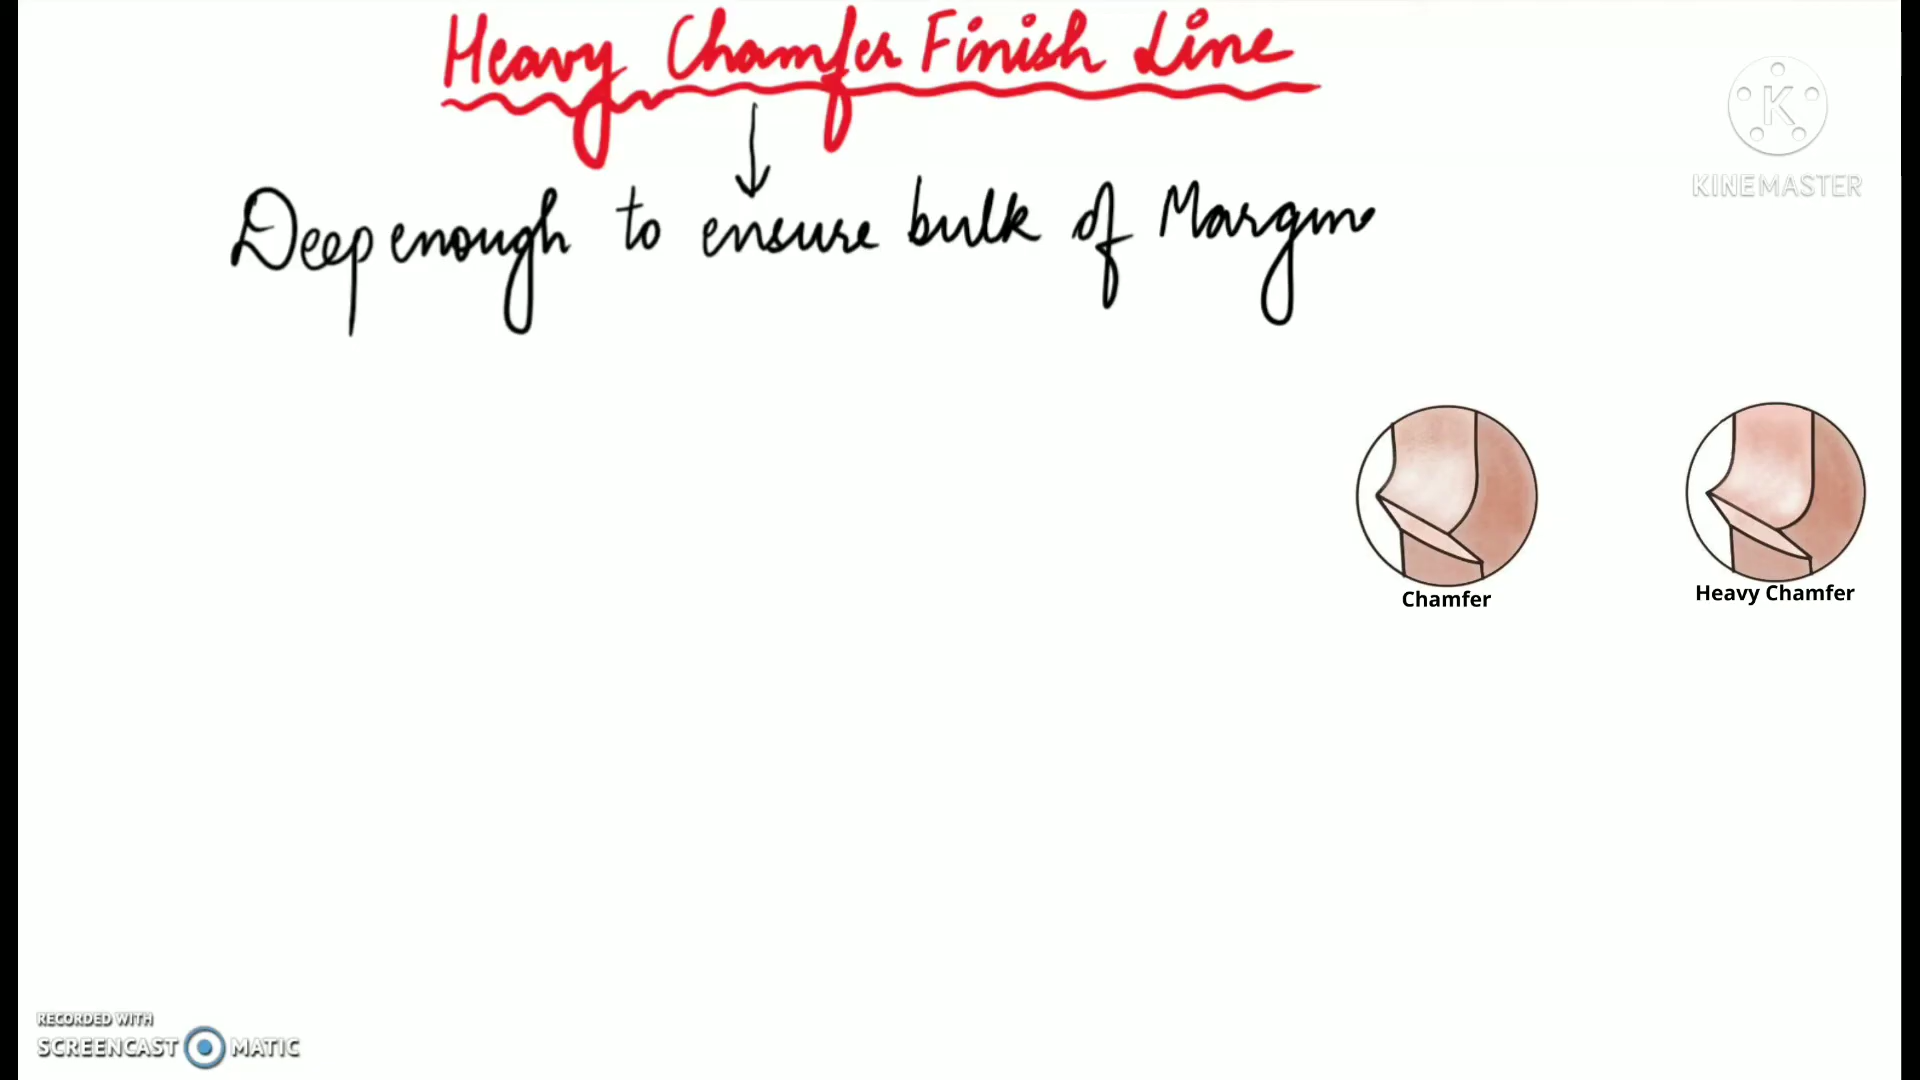 Heavy Chamfer Finish Line
KINEMASTER
Deep enough to ensure bulk of Margin
Chamfer
Heavy Chamfer
RECORDED WITH
SCREENCAST MATIC